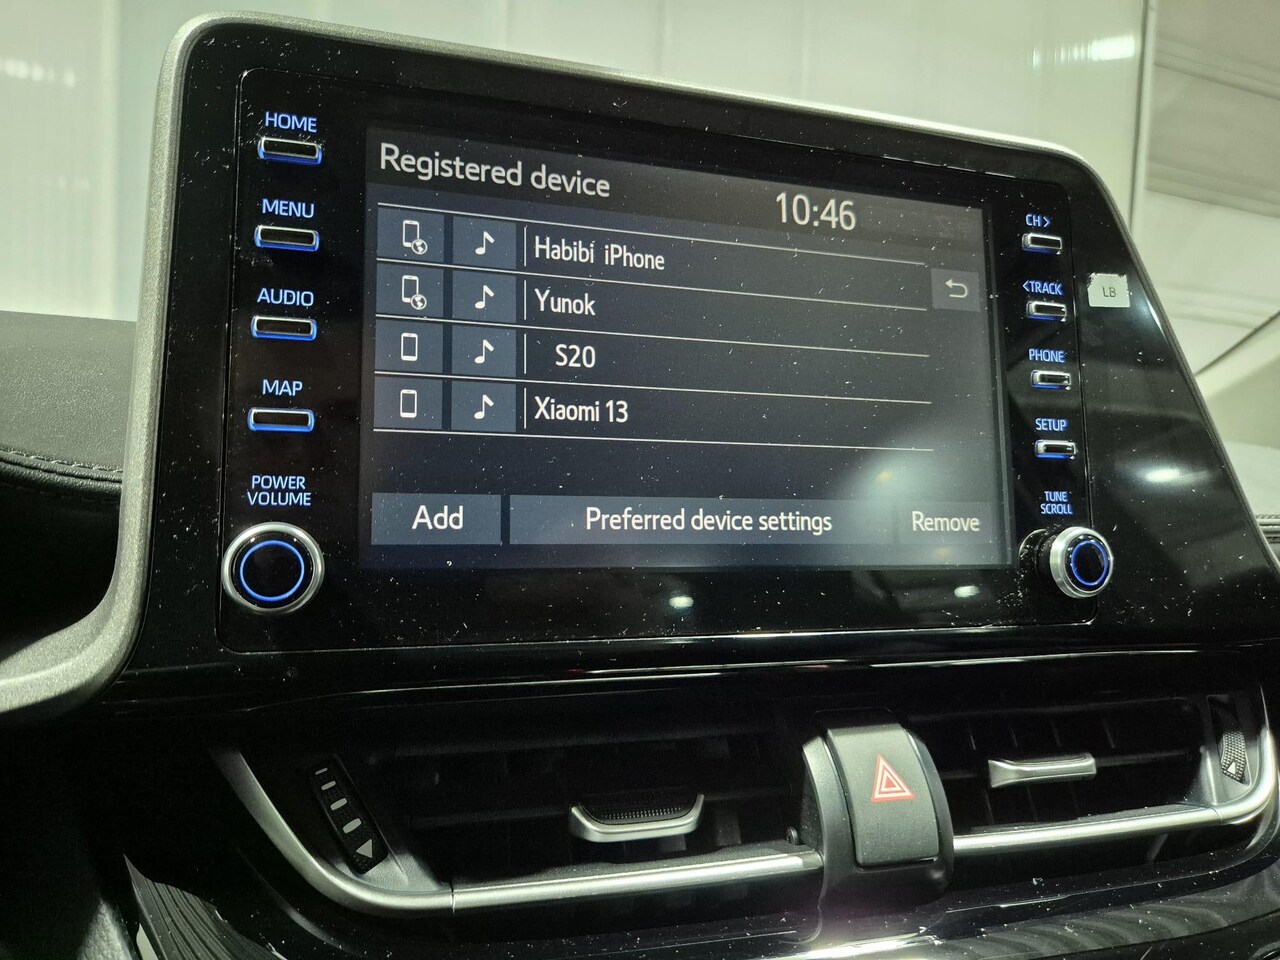 HOME
MENU
AUDIO
MAP
POWER
VOLUME
Registered device
10:46
Habibi iPhone
Yunok
S20
Xiaomi 13
Add
Preferred device settings
Remove
CH >
<TRACK
PHONE
SETUP
TUNE
SCROLL
LB